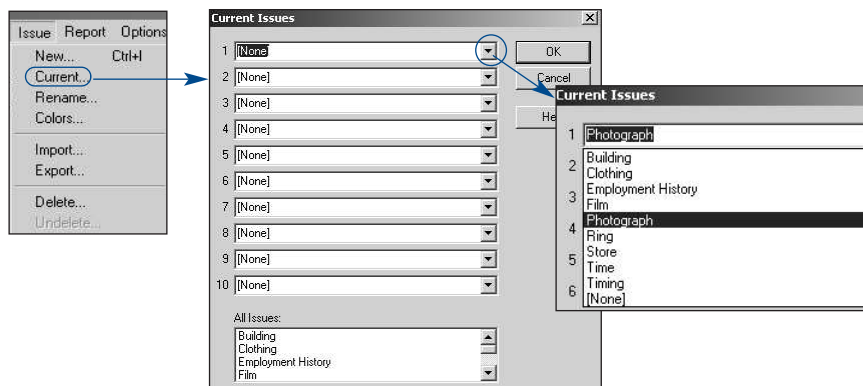 Issue Report Options
New... Ctrl+I
Current...
Rename...
Colors...
Import...
Export...
Delete...
Undelete...
Current Issues
1 [None]
2 [None]
3 [None]
4 [None]
5 [None]
6 [None]
7 [None]
8 [None]
9 [None]
10 [None]
OK
Cancel
All Issues:
Building
Clothing
Employment History
Film
Current Issues
1 Photograph
2
3
4
5
6
Building
Clothing
Employment History
Film
Photograph
Ring
Store
Time
Timing
[None]